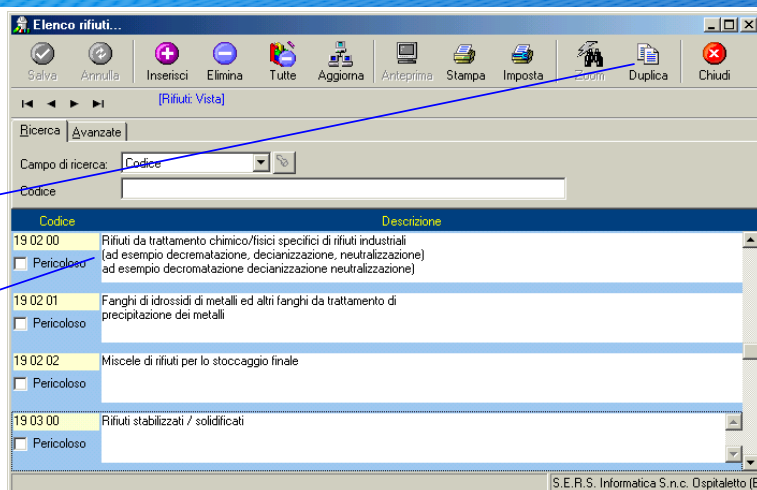 Elenco rifiuti...
Salva Annulla Inserisci Elimina Tutte Aggiorna Anteprima Stampa Imposta Zoom Duplica Chiudi
[Rifiuti: Vista]
Ricerca Avanzate
Campo di ricerca: Codice
Codice
Codice Descrizione
19 02 00 Rifiuti da trattamento chimico/fisici specifici di rifiuti industriali
(ad esempio decrematazione, decianizzazione, neutralizzazione)
Pericoloso ad esempio decromatazione decianizzazione neutralizzazione)
19 02 01 Fanghi di idrossidi di metalli ed altri fanghi da trattamento di
precipitazione dei metalli
Pericoloso
19 02 02 Miscele di rifiuti per lo stoccaggio finale
Pericoloso
19 03 00 Rifiuti stabilizzati / solidificati
Pericoloso
S.E.R.S. Informatica S.n.c. Ospitaletto (B